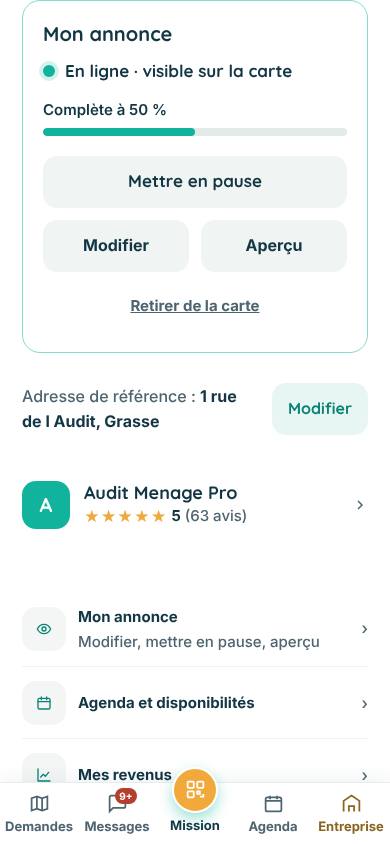 Mon annonce
En ligne · visible sur la carte
Complète à 50 %
Mettre en pause
Modifier
Aperçu
Retirer de la carte
Adresse de référence : 1 rue
de l Audit, Grasse
Modifier
A
Audit Menage Pro
★★★★★ 5 (63 avis)
Mon annonce
Modifier, mettre en pause, aperçu
Agenda et disponibilités
Mes revenus
9+
Demandes
Messages
Mission
Agenda
Entreprise